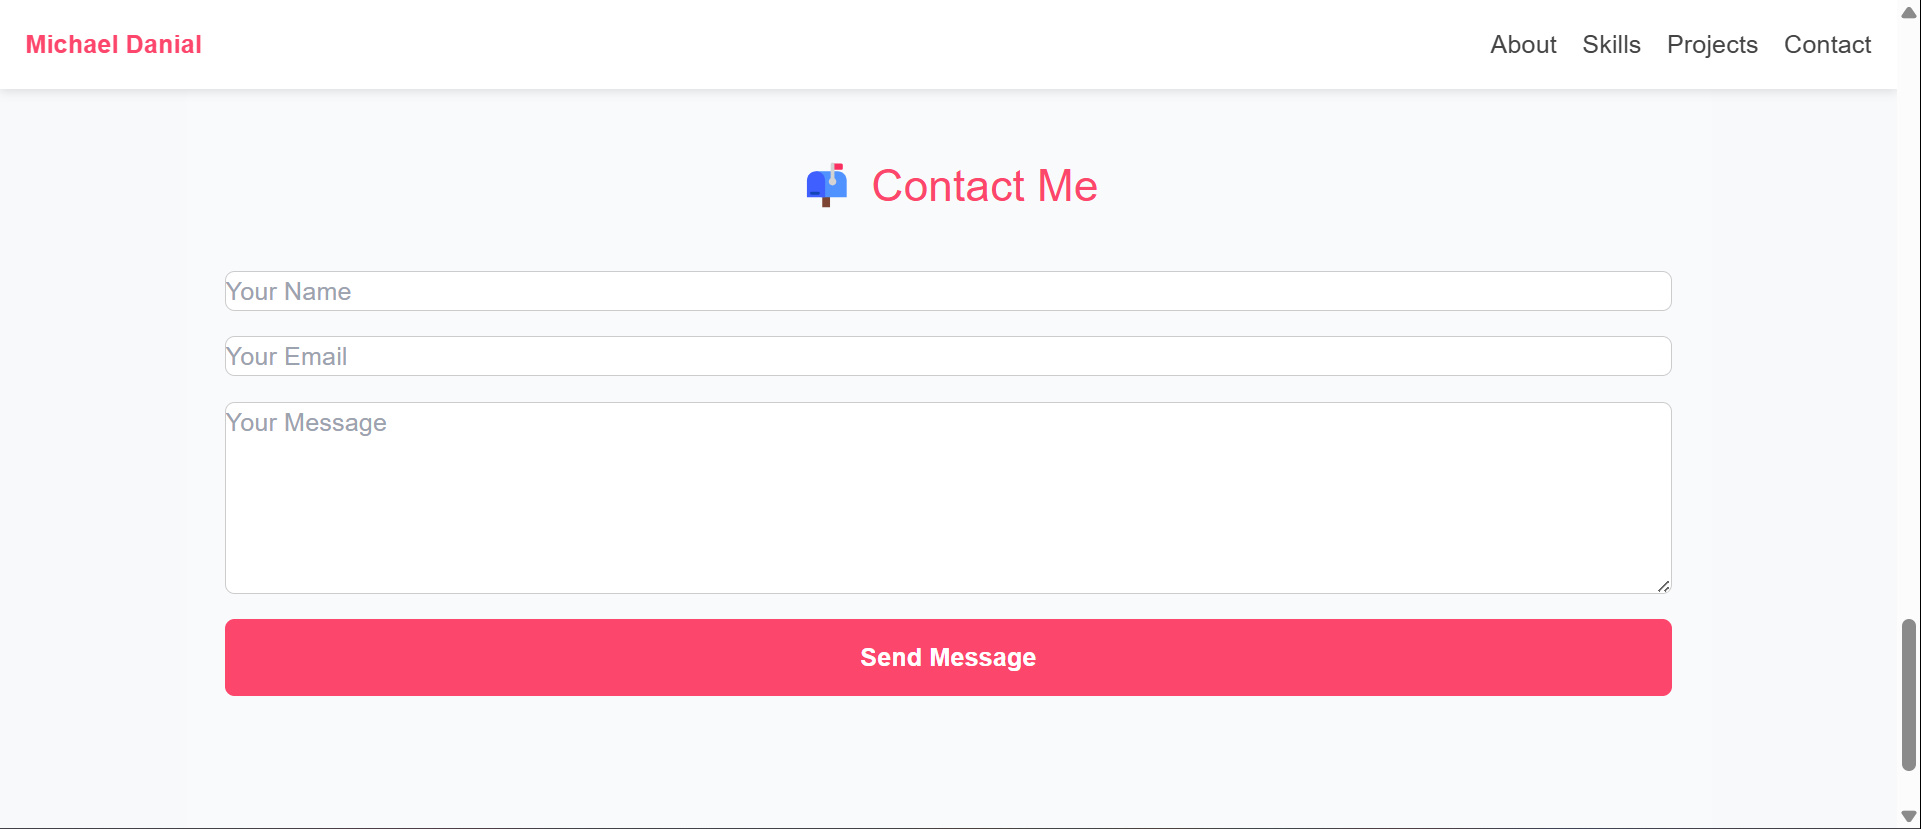 Michael Danial
About Skills Projects Contact
Contact Me
Your Name
Your Email
Your Message
Send Message